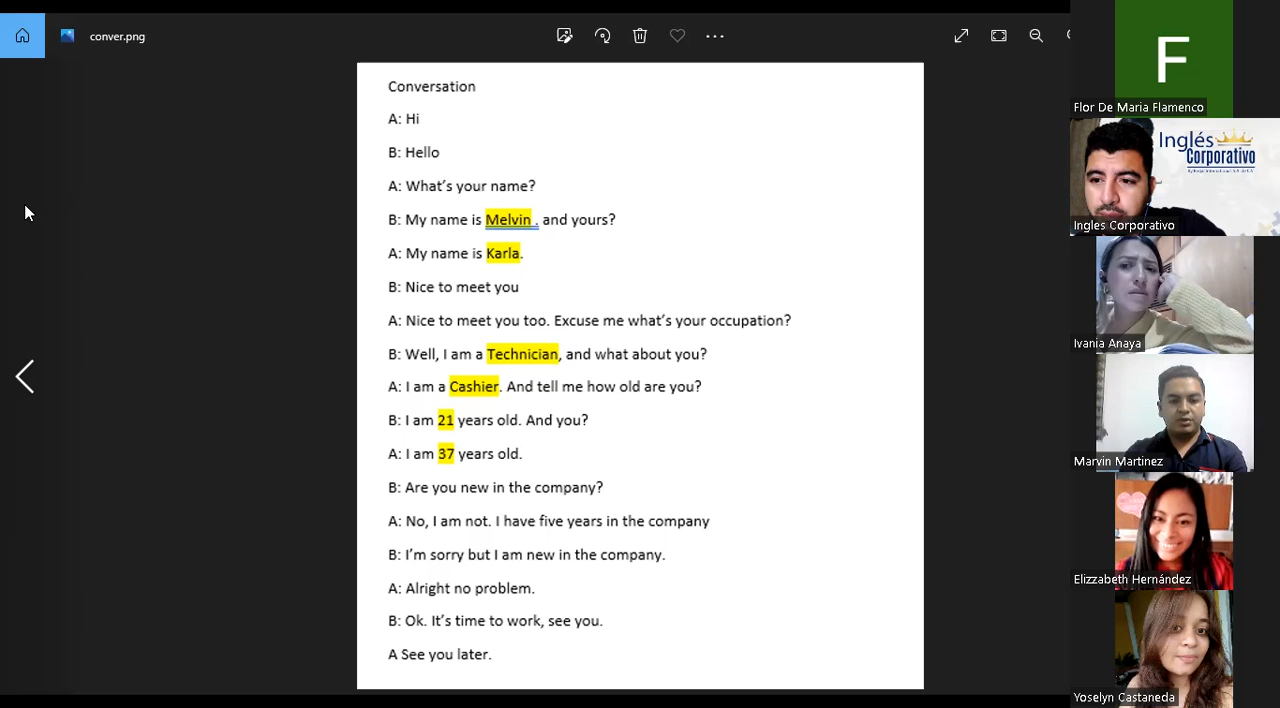 conver.png
Conversation
A: Hi
B: Hello
A: What's your name?
B: My name is Melvin . and yours?
A: My name is Karla.
B: Nice to meet you
A: Nice to meet you too. Excuse me what's your occupation?
B: Well, I am a Technician, and what about you?
A: I am a Cashier. And tell me how old are you?
B: I am 21 years old. And you?
A: I am 37 years old.
B: Are you new in the company?
A: No, I am not. I have five years in the company
B: I'm sorry but I am new in the company.
A: Alright no problem.
B: Ok. It's time to work, see you.
A See you later.
F
Flor De Maria Flamenco
Inglés
Corporativo
Ingles Corporativo
Ivania Anaya
Marvin Martinez
Elizzabeth Hernández
Yoselyn Castaneda